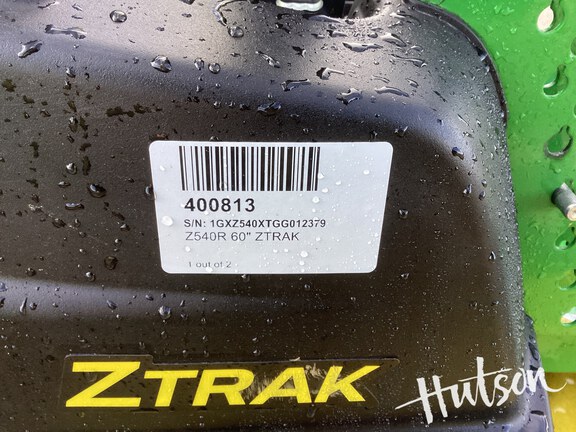 400813
S/N: 1GXZ540XTGG012379
Z540R 60" ZTRAK
1 out of 2
ZTRAK
Hutson